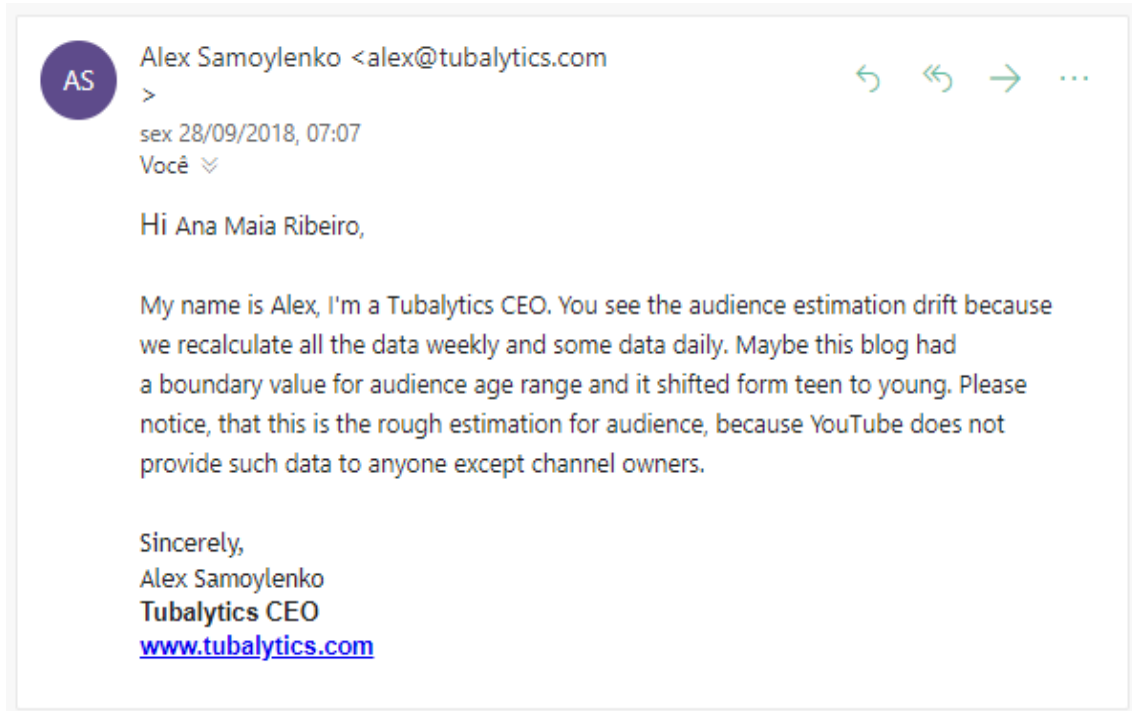 AS
Alex Samoylenko <alex@tubalytics.com
>
sex 28/09/2018, 07:07
Você
Hi Ana Maia Ribeiro,
My name is Alex, I'm a Tubalytics CEO. You see the audience estimation drift because
we recalculate all the data weekly and some data daily. Maybe this blog had
a boundary value for audience age range and it shifted form teen to young. Please
notice, that this is the rough estimation for audience, because YouTube does not
provide such data to anyone except channel owners.
Sincerely,
Alex Samoylenko
Tubalytics CEO
www.tubalytics.com